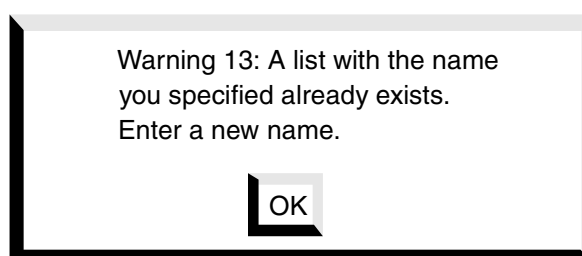 Warning 13: A list with the name
you specified already exists.
Enter a new name.
OK